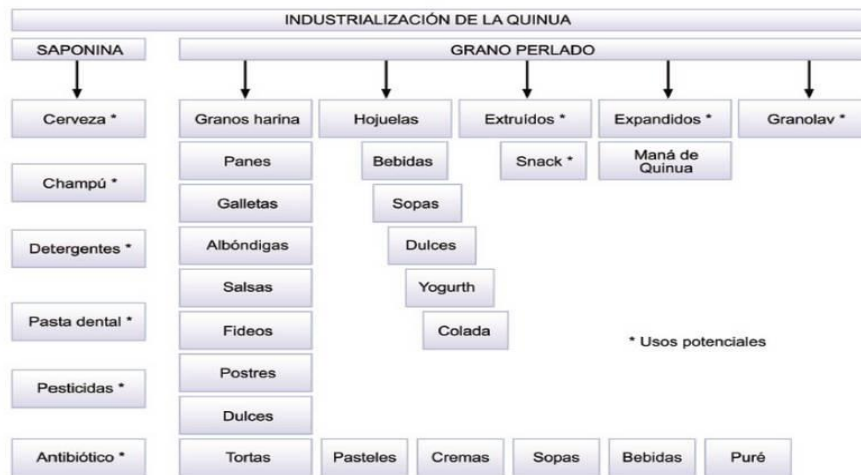 INDUSTRIALIZACIÓN DE LA QUINUA
SAPONINA
GRANO PERLADO
Cerveza *
Granos harina
Hojuelas
Extruídos *
Expandidos *
Granolav *
Panes
Bebidas
Snack *
Maná de
Quinua
Champú *
Galletas
Sopas
Detergentes *
Albóndigas
Dulces
Salsas
Yogurth
Pasta dental *
Fideos
Colada
* Usos potenciales
Pesticidas *
Postres
Dulces
Antibiótico *
Tortas
Pasteles
Cremas
Sopas
Bebidas
Puré